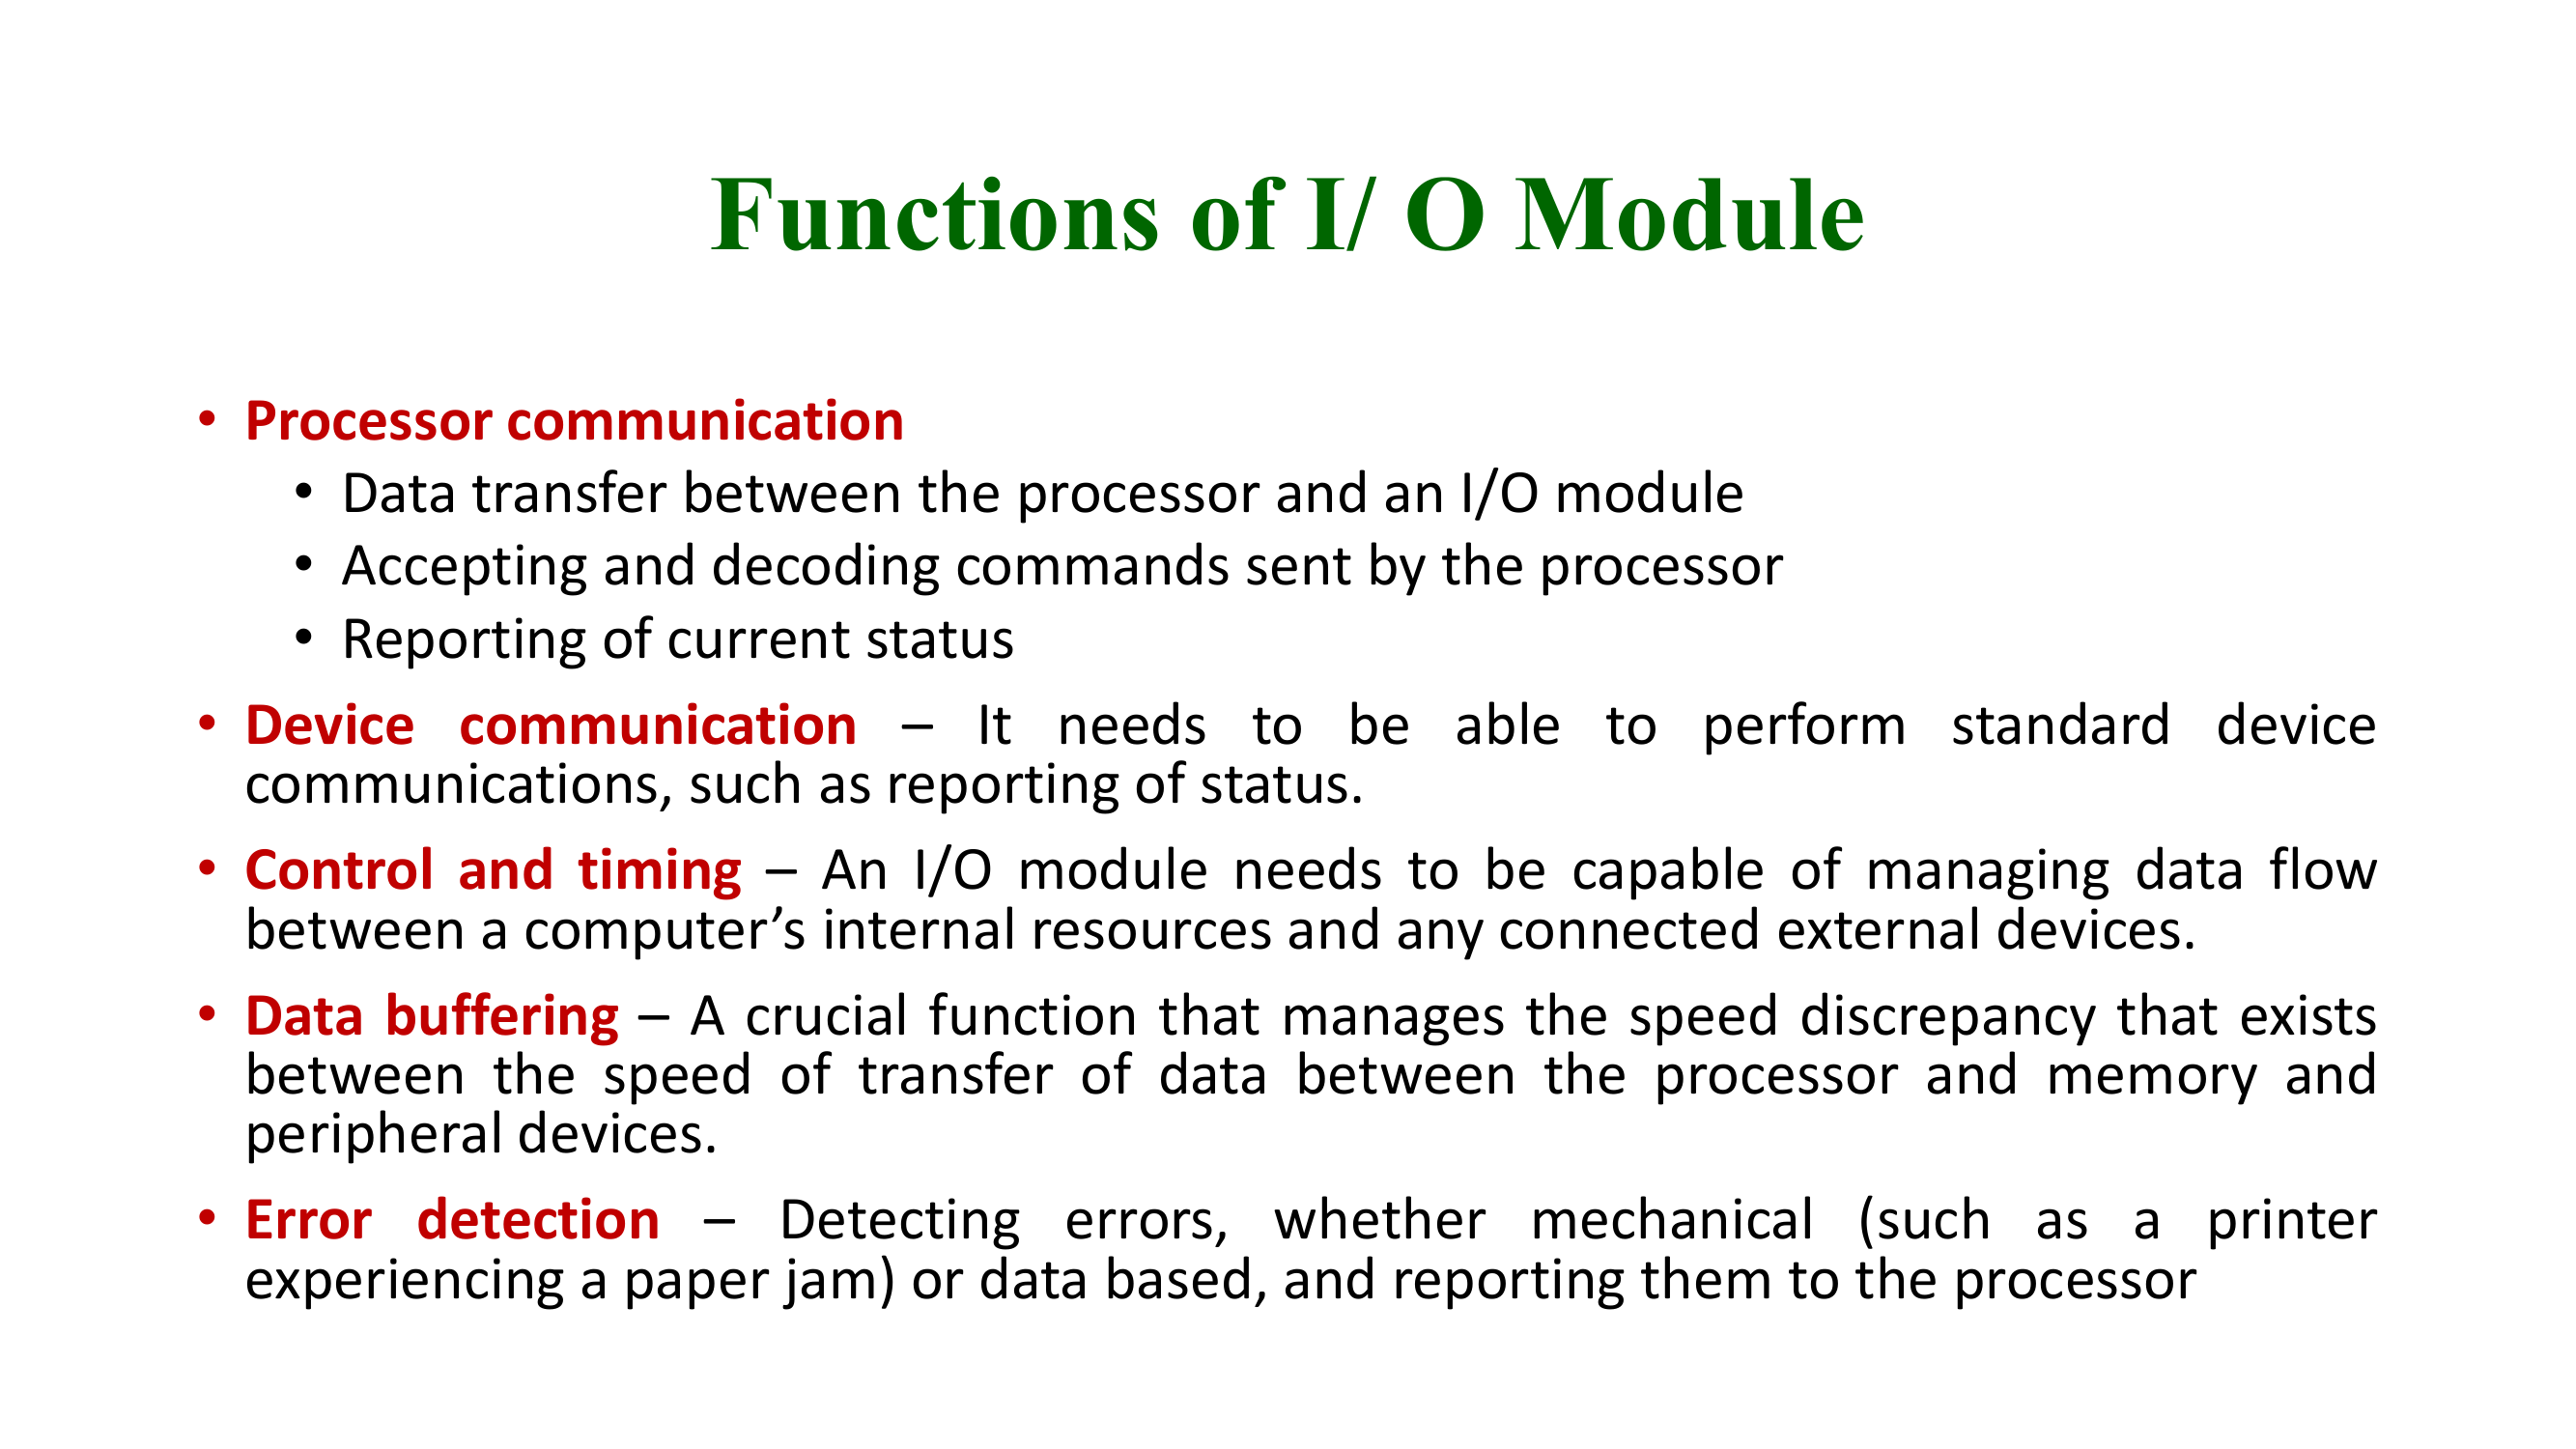 Functions of I/ O Module
• Processor communication
• Data transfer between the processor and an I/O module
• Accepting and decoding commands sent by the processor
• Reporting of current status
• Device communication – It needs to be able to perform standard device
communications, such as reporting of status.
• Control and timing – An I/O module needs to be capable of managing data flow
between a computer’s internal resources and any connected external devices.
• Data buffering – A crucial function that manages the speed discrepancy that exists
between the speed of transfer of data between the processor and memory and
peripheral devices.
• Error detection – Detecting errors, whether mechanical (such as a printer
experiencing a paper jam) or data based, and reporting them to the processor